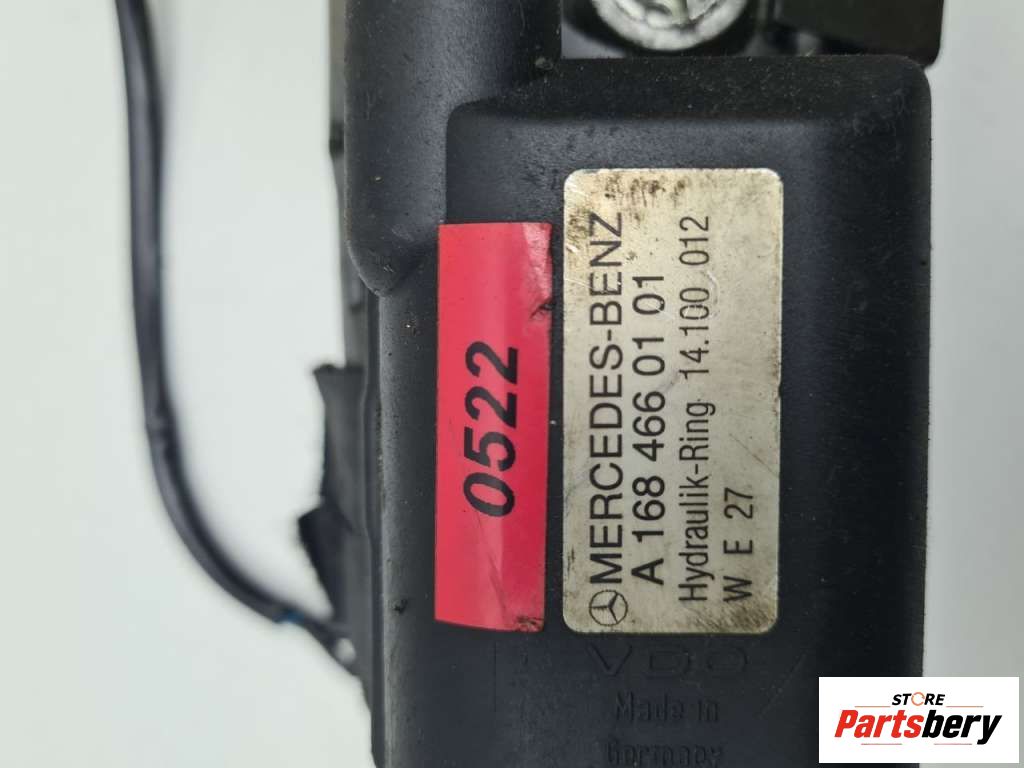 0522
MERCEDES-BENZ
A 168 466 01 01
Hydraulik-Ring 14.100 012
W E 27
VDO
Made in
Germany
STORE
Partsbery